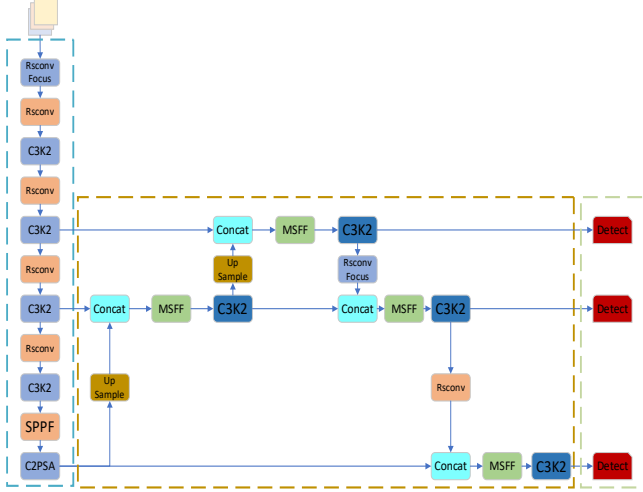 Rsconv
Focus
Rsconv
C3K2
Rsconv
C3K2
Concat
MSFF
C3K2
Detect
Rsconv
Up
Sample
Rsconv
Focus
C3K2
Concat
MSFF
C3K2
Concat
MSFF
C3K2
Detect
Rsconv
C3K2
Up
Sample
Rsconv
SPPF
C2PSA
Concat
MSFF
C3K2
Detect